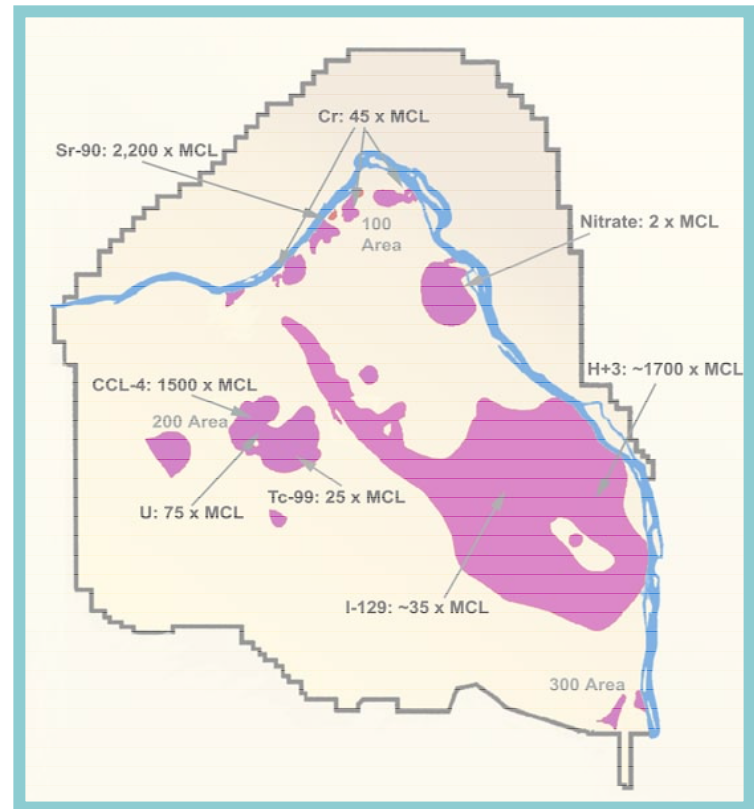 Cr: 45 x MCL
Sr-90: 2,200 x MCL
100
Area
Nitrate: 2 x MCL
H+3: ~1700 x MCL
CCL-4: 1500 x MCL
200 Area
Tc-99: 25 x MCL
U: 75 x MCL
I-129: ~35 x MCL
300 Area